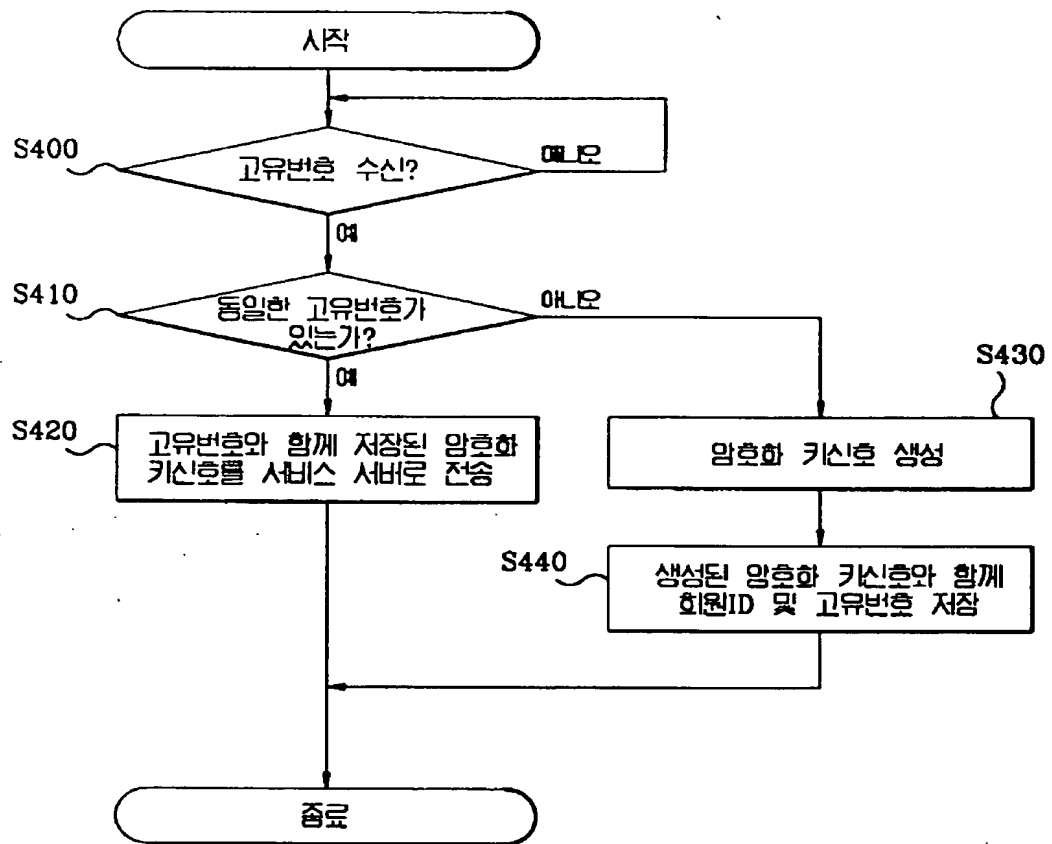 시작
S400
고유번호 수신?
아니오
예
S410
동일한 고유번호가
있는가?
아니오
예
S430
S420
고유번호와 함께 저장된 암호화
키신호를 서비스 서버로 전송
암호화 키신호 생성
S440
생성된 암호화 키신호와 함께
회원ID 및 고유번호 저장
종료